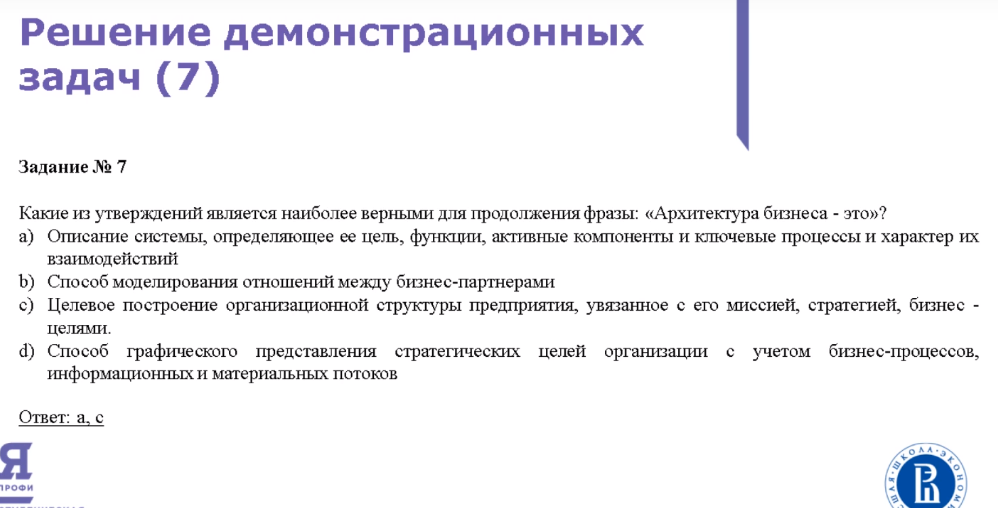 Решение демонстрационных
задач (7)
Задание № 7
Какие из утверждений является наиболее верными для продолжения фразы: «Архитектура бизнеса - это»?
a) Описание системы, определяющее ее цель, функции, активные компоненты и ключевые процессы и характер их
взаимодействий
b) Способ моделирования отношений между бизнес-партнерами
c) Целевое построение организационной структуры предприятия, увязанное с его миссией, стратегией, бизнес -
целями.
d) Способ графического представления стратегических целей организации с учетом бизнес-процессов,
информационных и материальных потоков
Ответ: a, c
Я
ПРОФИ